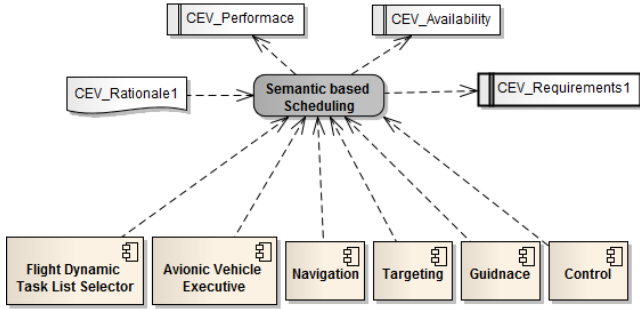 CEV_Performace
CEV_Availability
CEV_Rationale1
Semantic based
Scheduling
CEV_Requirements1
Flight Dynamic
Task List Selector
Avionic Vehicle
Executive
Navigation
Targeting
Guidnace
Control